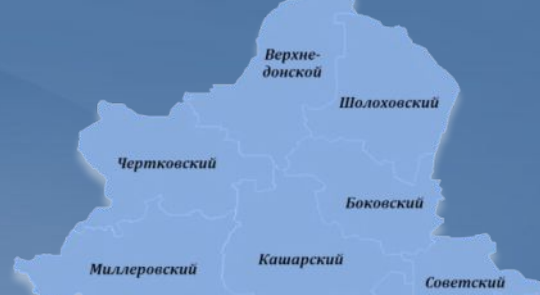 Верхне-
донской
Шолоховский
Чертковский
Боковский
Кашарский
Миллеровский
Советский